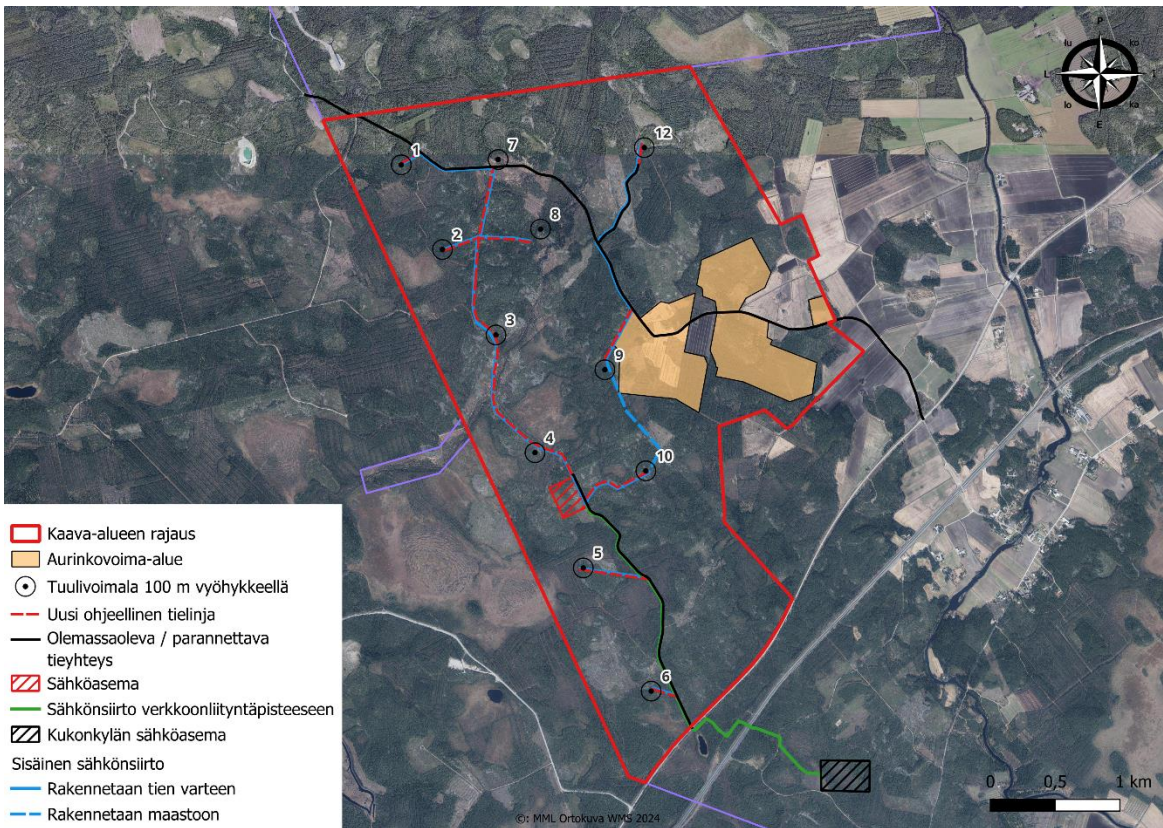 P
lu
ko
L
I
lo
ka
E
12
7
1
8
2
3
9
4
10
5
6
Kaava-alueen rajaus
Aurinkovoima-alue
Tuulivoimala 100 m vyöhykkeellä
Uusi ohjeellinen tielinja
Olemassaoleva / parannettava
tieyhteys
Sähköasema
Sähkönsiirto verkkoonliityntäpisteeseen
Kukonkylän sähköasema
Sisäinen sähkönsiirto
Rakennetaan tien varteen
Rakennetaan maastoon
0 0,5 1 km
©: MML Ortokuva WMS 2024